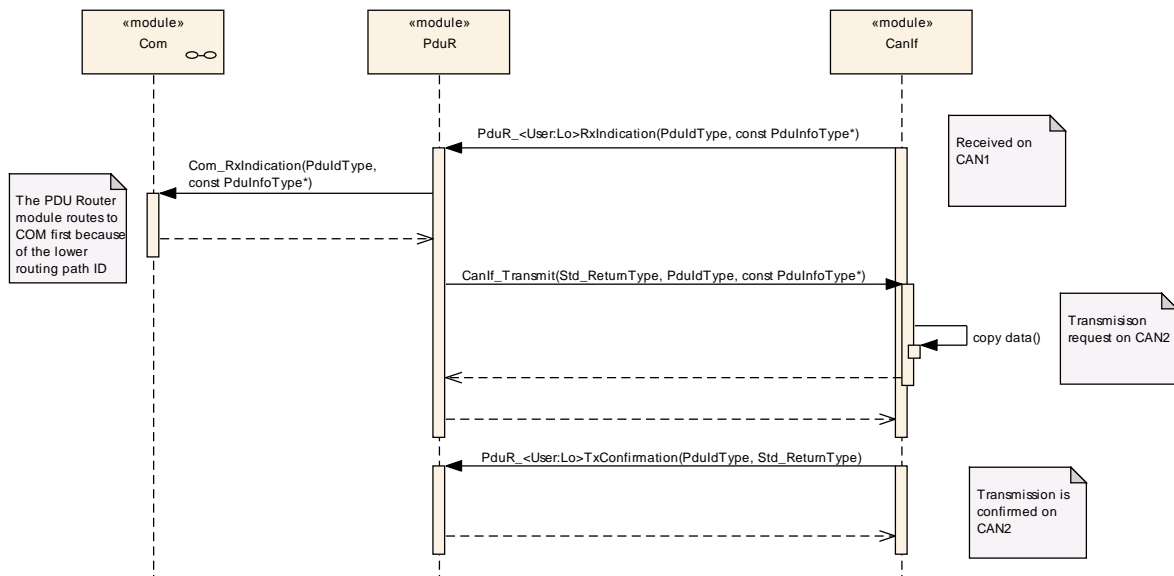 «module»
Com
«module»
PduR
«module»
CanIf
PduR_<User:Lo>RxIndication(PduIdType, const PduInfoType*)
Received on
CAN1
Com_RxIndication(PduIdType,
const PduInfoType*)
The PDU Router
module routes to
COM first because
of the lower
routing path ID
CanIf_Transmit(Std_ReturnType, PduIdType, const PduInfoType*)
Transmisison
request on CAN2
copy data()
PduR_<User:Lo>TxConfirmation(PduIdType, Std_ReturnType)
Transmission is
confirmed on
CAN2